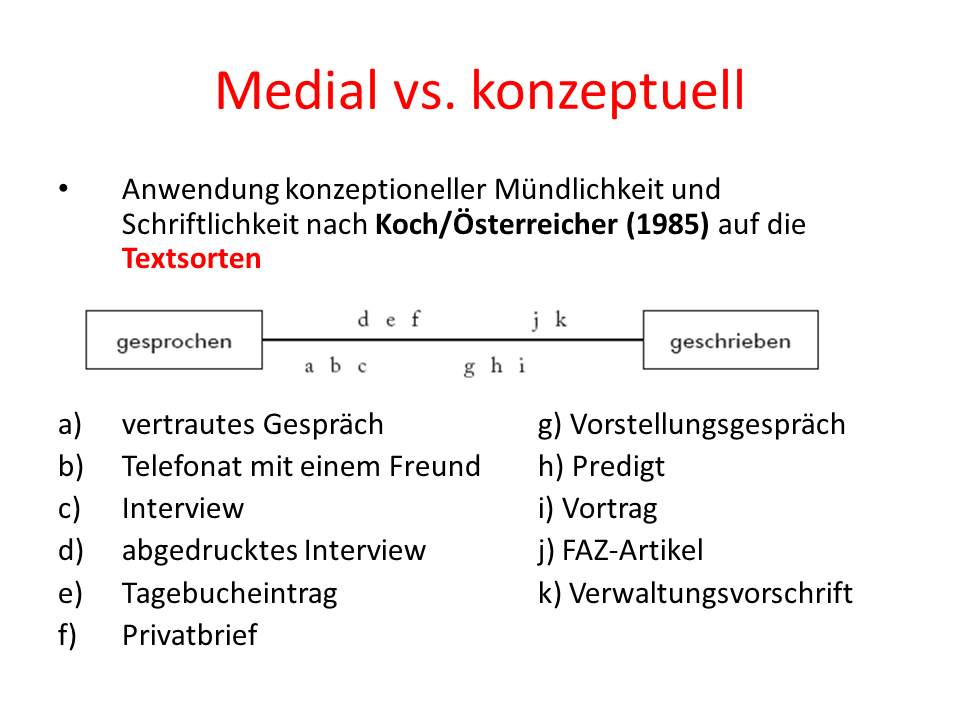 Medial vs. konzeptuell
• Anwendung konzeptioneller Mündlichkeit und
Schriftlichkeit nach Koch/Österreicher (1985) auf die
Textsorten
d e f j k
gesprochen geschrieben
a b c g h i
a) vertrautes Gespräch
b) Telefonat mit einem Freund
c) Interview
d) abgedrucktes Interview
e) Tagebucheintrag
f) Privatbrief
g) Vorstellungsgespräch
h) Predigt
i) Vortrag
j) FAZ-Artikel
k) Verwaltungsvorschrift